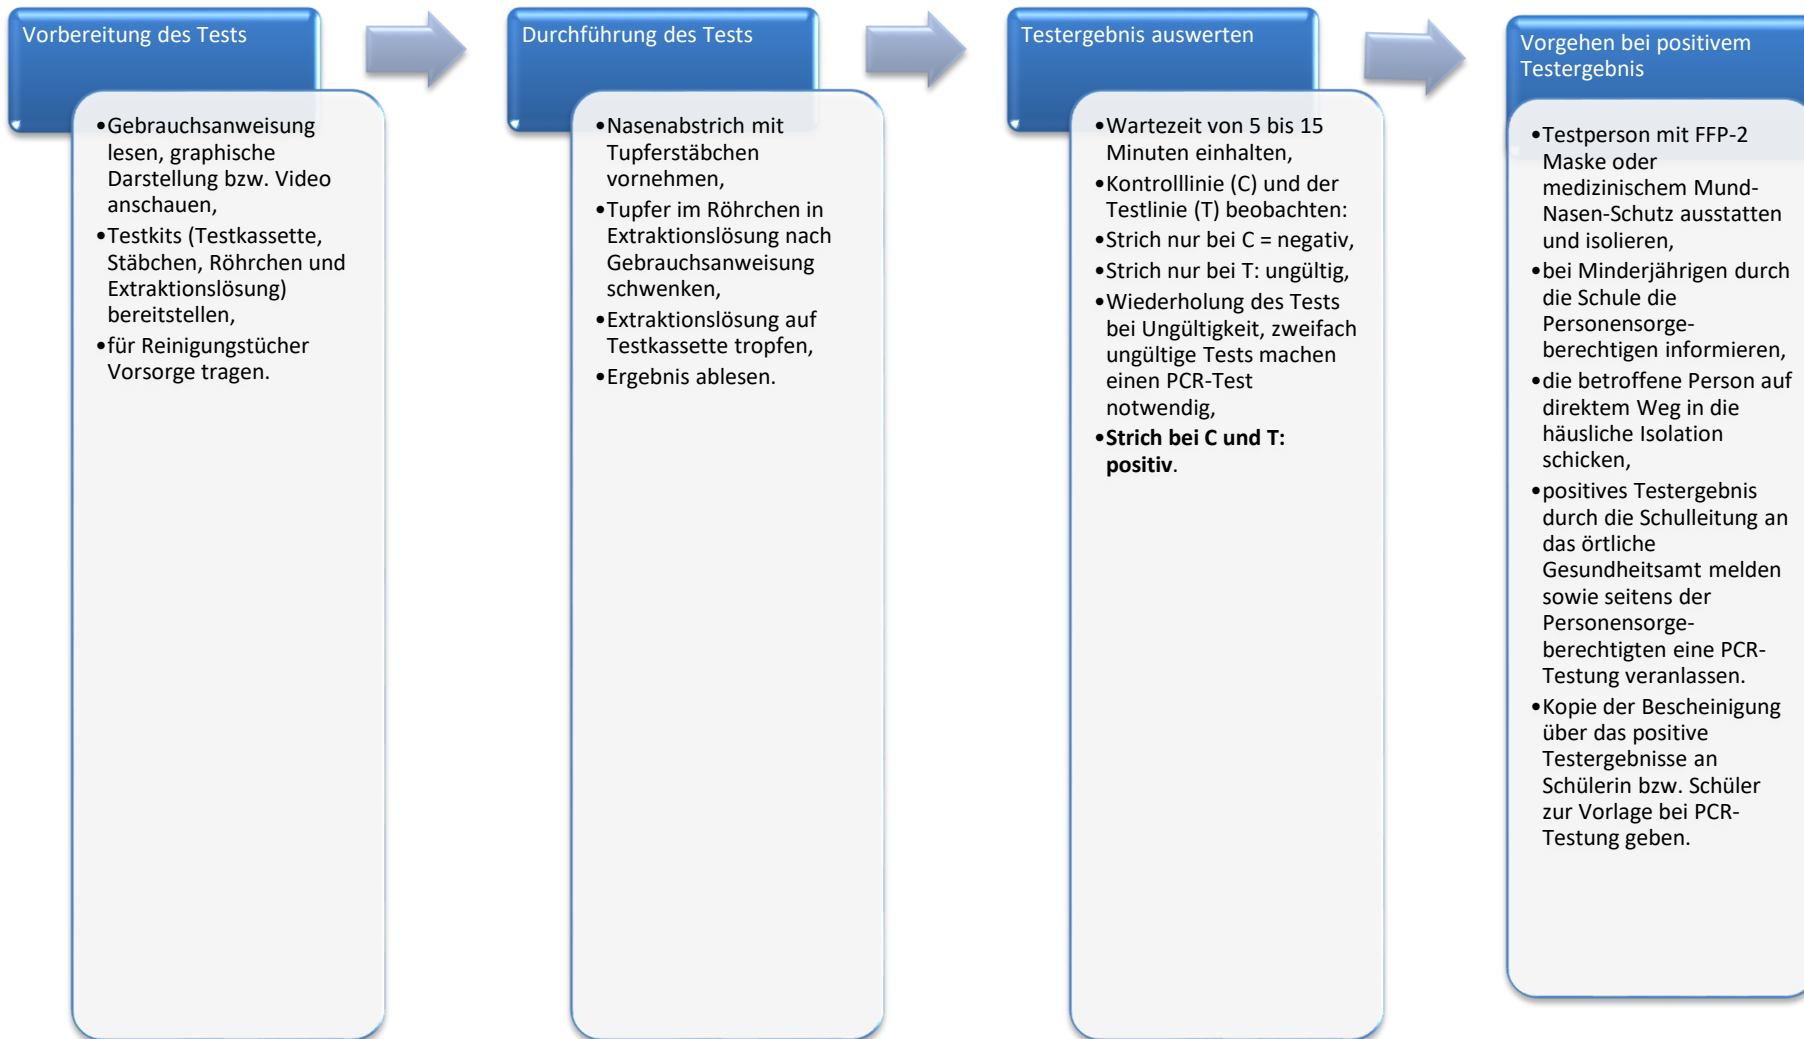 Vorbereitung des Tests
•Gebrauchsanweisung
lesen, graphische
Darstellung bzw. Video
anschauen,
•Testkits (Testkassette,
Stäbchen, Röhrchen und
Extraktionslösung)
bereitstellen,
•für Reinigungstücher
Vorsorge tragen.
Durchführung des Tests
•Nasenabstrich mit
Tupferstäbchen
vornehmen,
•Tupfer im Röhrchen in
Extraktionslösung nach
Gebrauchsanweisung
schwenken,
•Extraktionslösung auf
Testkassette tropfen,
•Ergebnis ablesen.
Testergebnis auswerten
•Wartezeit von 5 bis 15
Minuten einhalten,
•Kontrolllinie (C) und der
Testlinie (T) beobachten:
•Strich nur bei C = negativ,
•Strich nur bei T: ungültig,
•Wiederholung des Tests
bei Ungültigkeit, zweifach
ungültige Tests machen
einen PCR-Test
notwendig,
•Strich bei C und T:
positiv.
Vorgehen bei positivem
Testergebnis
•Testperson mit FFP-2
Maske oder
medizinischem Mund-
Nasen-Schutz ausstatten
und isolieren,
•bei Minderjährigen durch
die Schule die
Personensorge-
berechtigen informieren,
•die betroffene Person auf
direktem Weg in die
häusliche Isolation
schicken,
•positives Testergebnis
durch die Schulleitung an
das örtliche
Gesundheitsamt melden
sowie seitens der
Personensorge-
berechtigten eine PCR-
Testung veranlassen.
•Kopie der Bescheinigung
über das positive
Testergebnisse an
Schülerin bzw. Schüler
zur Vorlage bei PCR-
Testung geben.